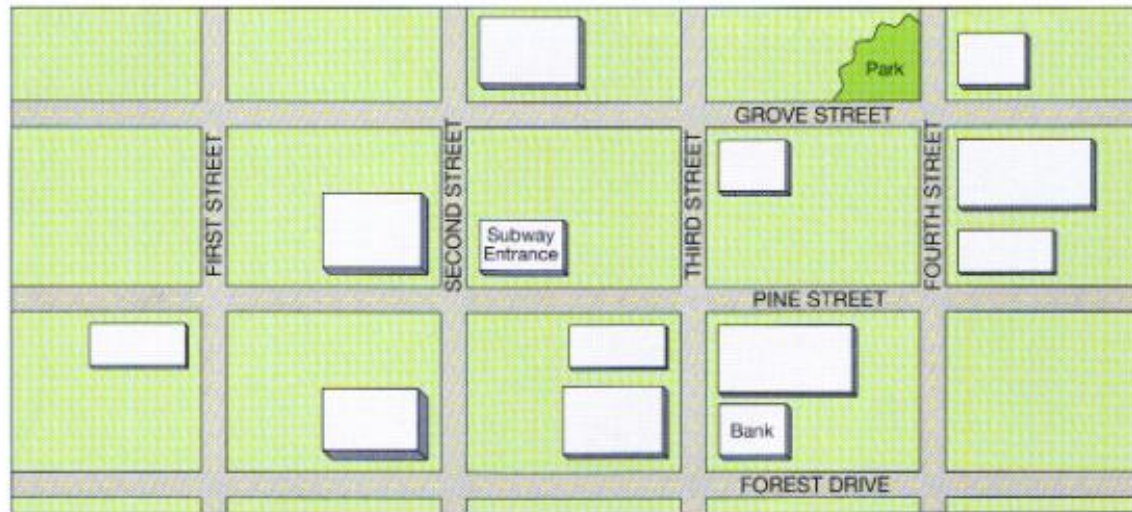 Park
GROVE STREET
FIRST STREET
SECOND STREET
THIRD STREET
FOURTH STREET
Subway
Entrance
PINE STREET
Bank
FOREST DRIVE